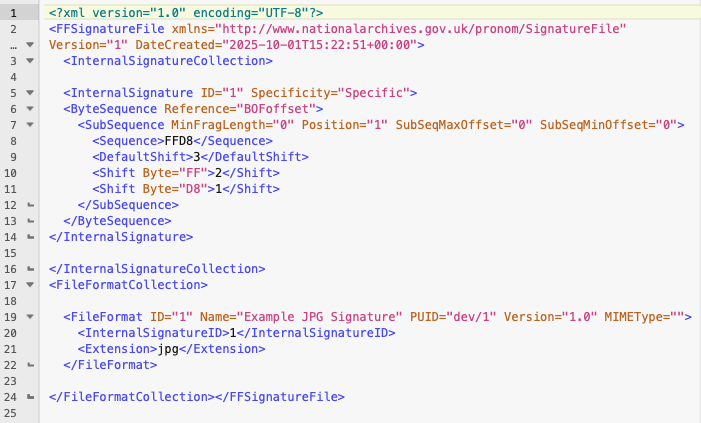 1 <?xml version="1.0" encoding="UTF-8"?>
2 <FFSignatureFile xmlns="http://www.nationalarchives.gov.uk/pronom/SignatureFile"
… Version="1" DateCreated="2025-10-01T15:22:51+00:00">
3 <InternalSignatureCollection>
4
5 <InternalSignature ID="1" Specificity="Specific">
6 <ByteSequence Reference="BOFoffset">
7 <SubSequence MinFragLength="0" Position="1" SubSeqMaxOffset="0" SubSeqMinOffset="0">
8 <Sequence>FFD8</Sequence>
9 <DefaultShift>3</DefaultShift>
10 <Shift Byte="FF">2</Shift>
11 <Shift Byte="D8">1</Shift>
12 </SubSequence>
13 </ByteSequence>
14 </InternalSignature>
15
16 </InternalSignatureCollection>
17 <FileFormatCollection>
18
19 <FileFormat ID="1" Name="Example JPG Signature" PUID="dev/1" Version="1.0" MIMEType="">
20 <InternalSignatureID>1</InternalSignatureID>
21 <Extension>jpg</Extension>
22 </FileFormat>
23
24 </FileFormatCollection></FFSignatureFile>
25